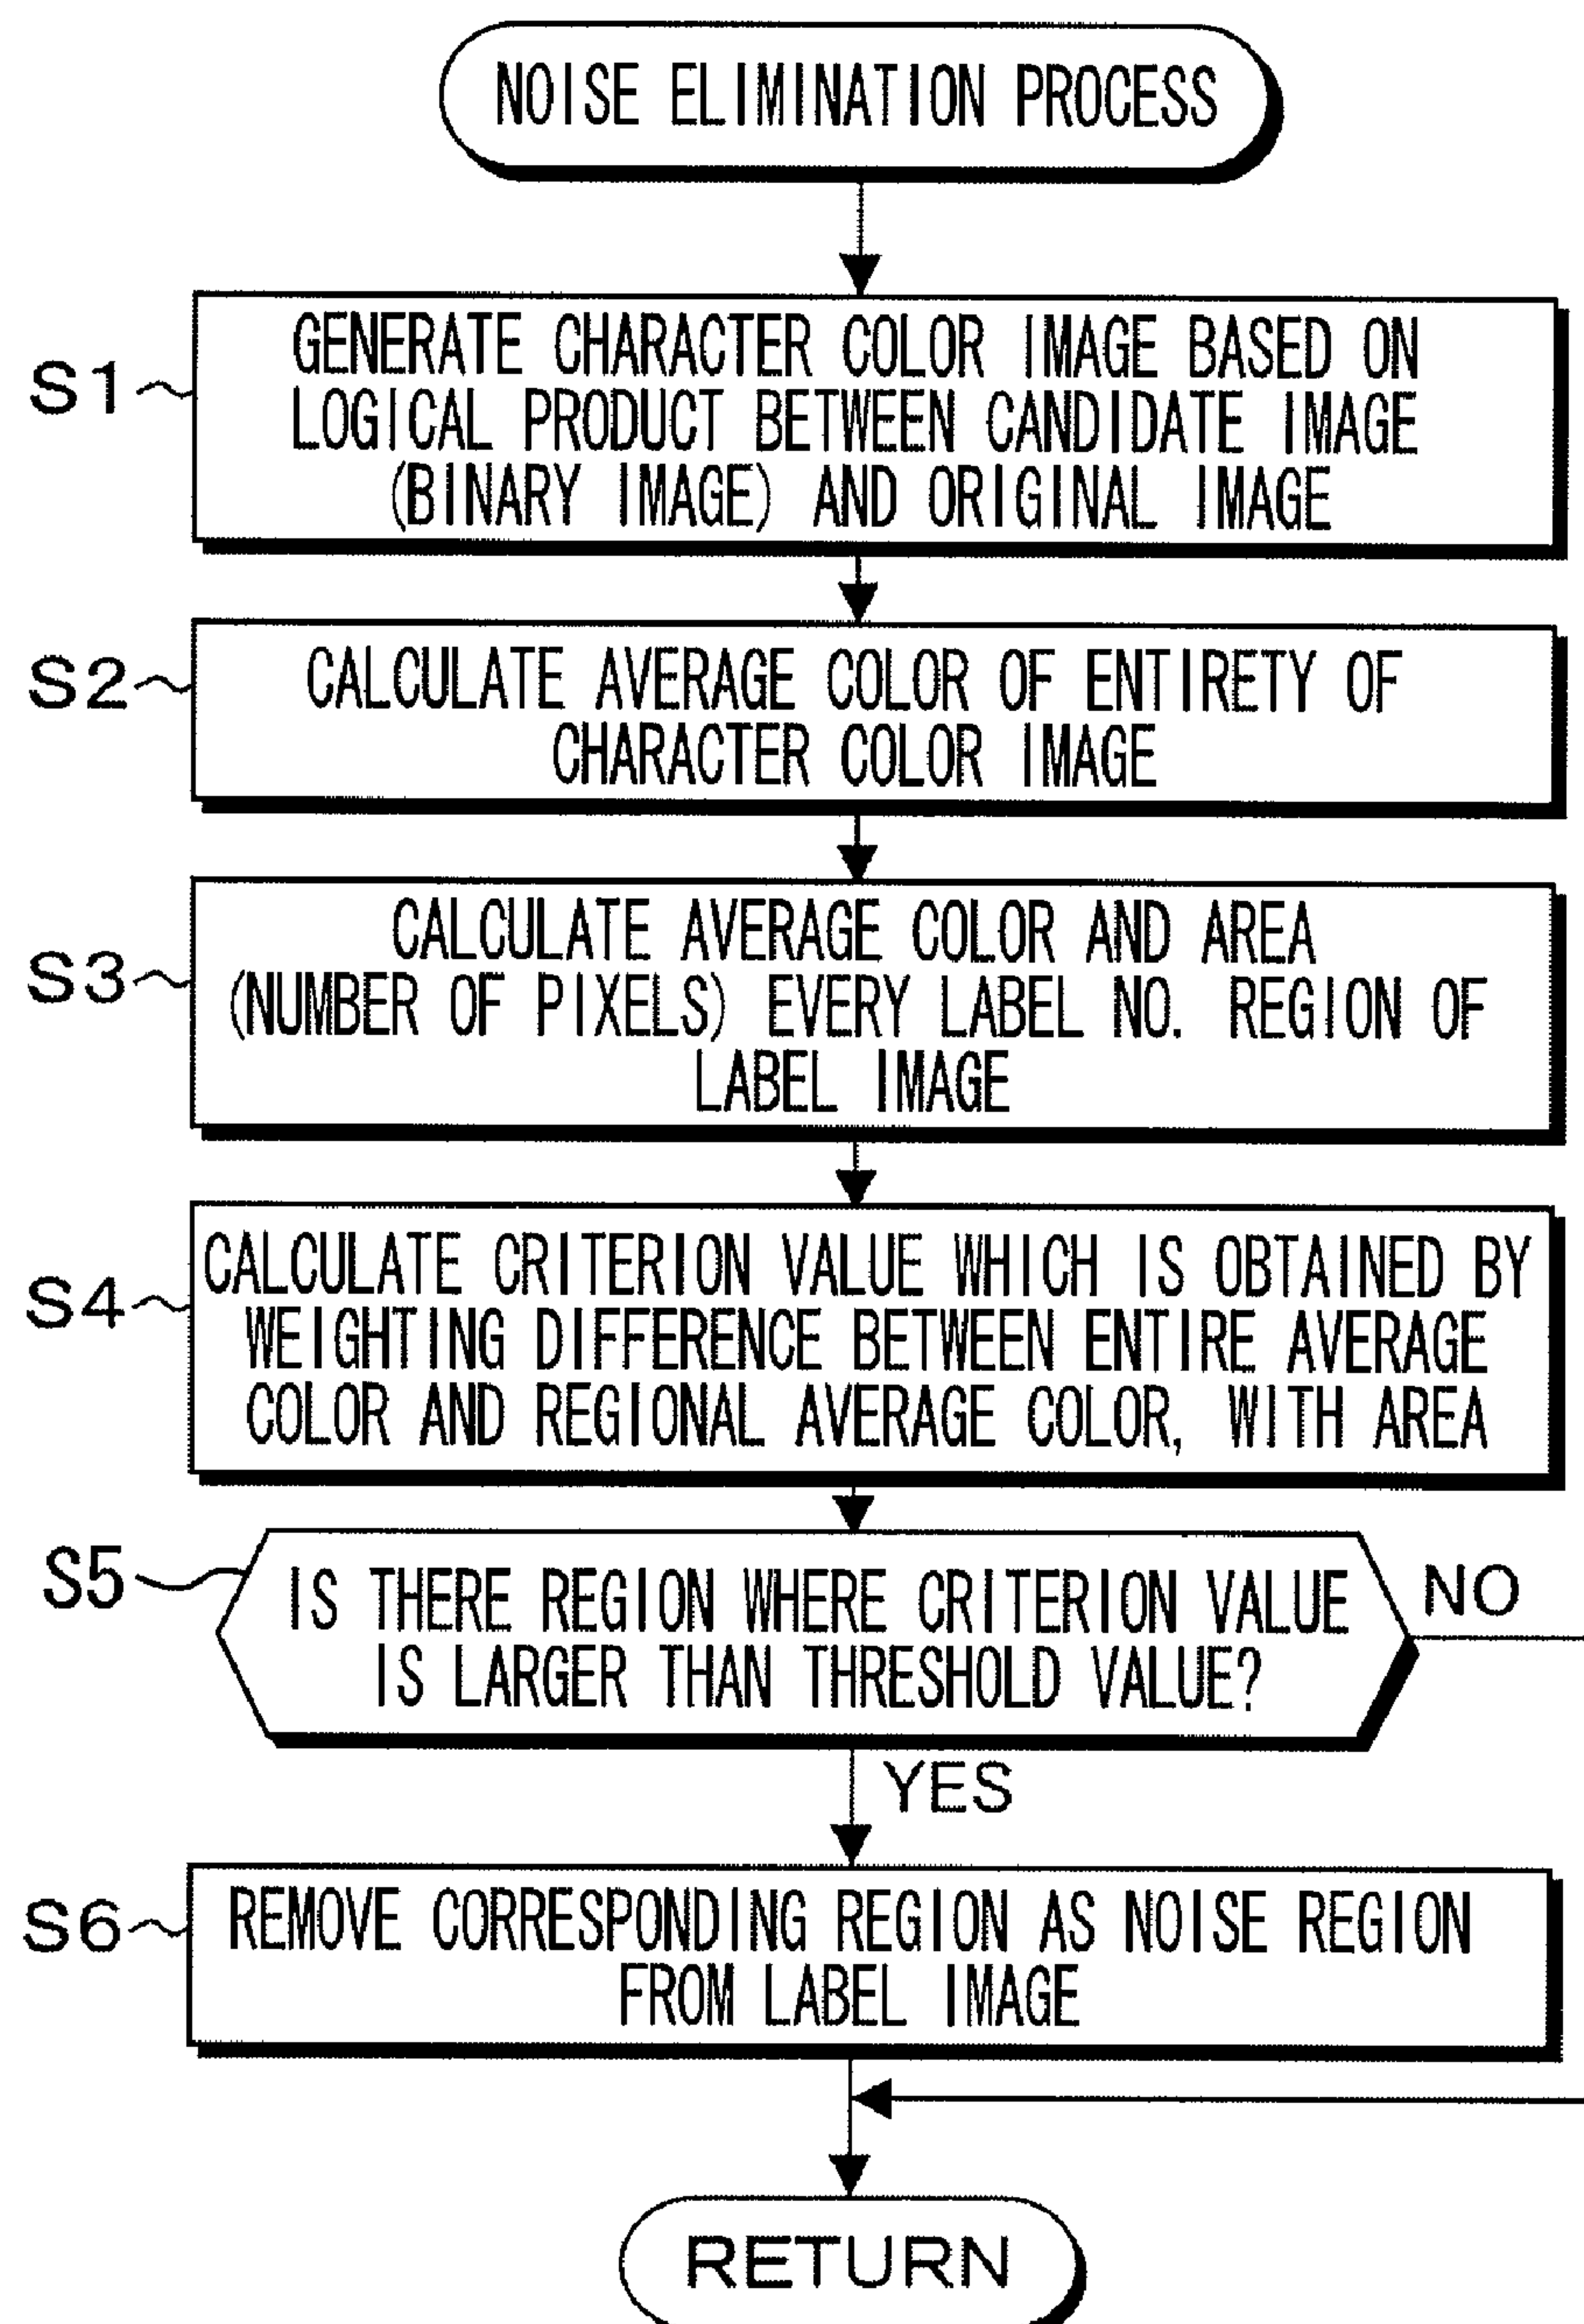 NOISE ELIMINATION PROCESS
S1
GENERATE CHARACTER COLOR IMAGE BASED ON
LOGICAL PRODUCT BETWEEN CANDIDATE IMAGE
(BINARY IMAGE) AND ORIGINAL IMAGE
S2
CALCULATE AVERAGE COLOR OF ENTIRETY OF
CHARACTER COLOR IMAGE
S3
CALCULATE AVERAGE COLOR AND AREA
(NUMBER OF PIXELS) EVERY LABEL NO. REGION OF
LABEL IMAGE
S4
CALCULATE CRITERION VALUE WHICH IS OBTAINED BY
WEIGHTING DIFFERENCE BETWEEN ENTIRE AVERAGE
COLOR AND REGIONAL AVERAGE COLOR, WITH AREA
S5
IS THERE REGION WHERE CRITERION VALUE
IS LARGER THAN THRESHOLD VALUE?
NO
YES
S6
REMOVE CORRESPONDING REGION AS NOISE REGION
FROM LABEL IMAGE
RETURN